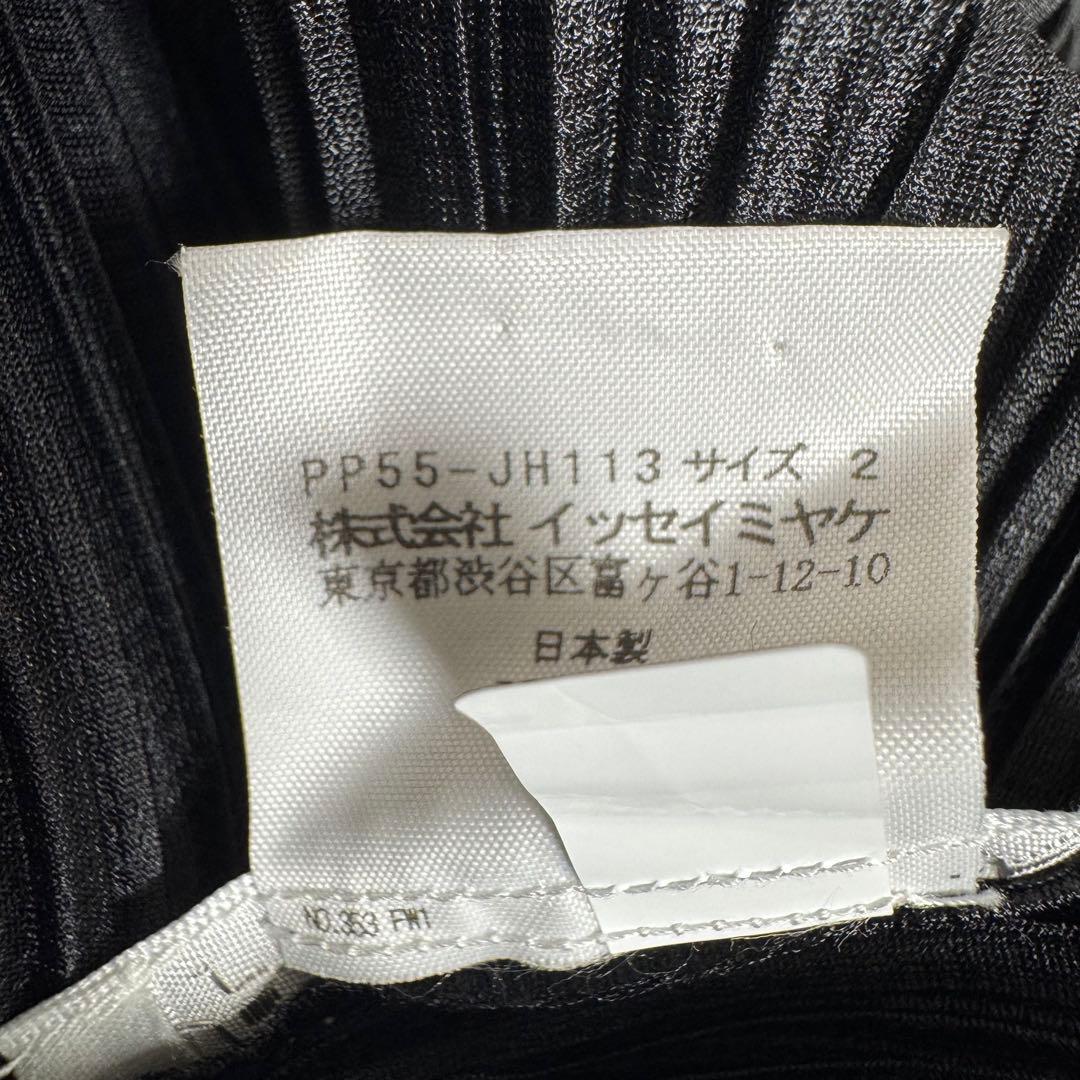 PP55-JH113 サイズ 2
株式会社 イッセイミヤケ
東京都渋谷区富ヶ谷1-12-10
日本製
NO.353 FW1